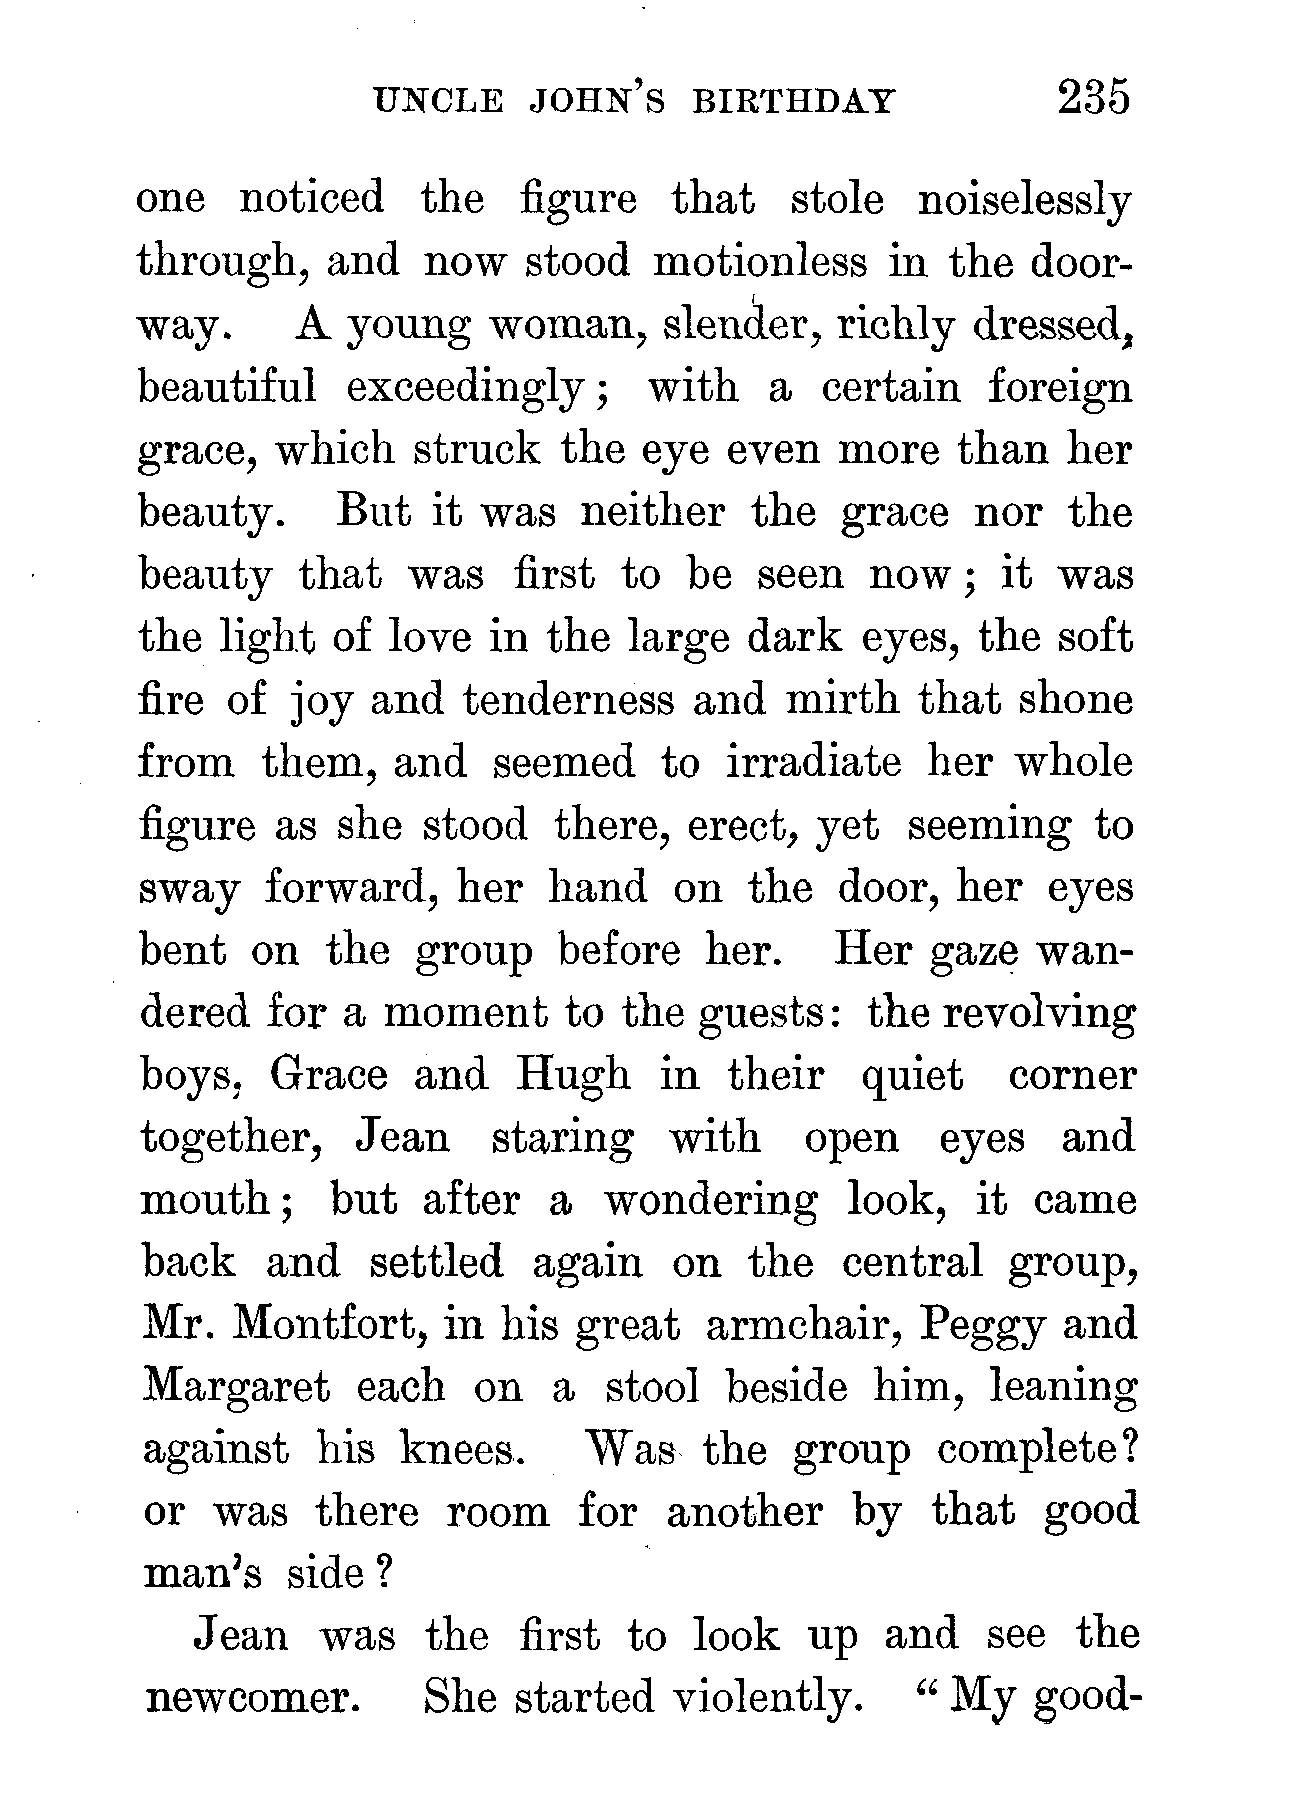 UNCLE JOHN'S BIRTHDAY 235
one noticed the figure that stole noiselessly
through, and now stood motionless in the door-
way. A young woman, slender, richly dressed,
beautiful exceedingly; with a certain foreign
grace, which struck the eye even more than her
beauty. But it was neither the grace nor the
beauty that was first to be seen now; it was
the light of love in the large dark eyes, the soft
fire of joy and tenderness and mirth that shone
from them, and seemed to irradiate her whole
figure as she stood there, erect, yet seeming to
sway forward, her hand on the door, her eyes
bent on the group before her. Her gaze wan-
dered for a moment to the guests: the revolving
boys, Grace and Hugh in their quiet corner
together, Jean staring with open eyes and
mouth; but after a wondering look, it came
back and settled again on the central group,
Mr. Montfort, in his great armchair, Peggy and
Margaret each on a stool beside him, leaning
against his knees. Was the group complete?
or was there room for another by that good
man's side?
Jean was the first to look up and see the
newcomer. She started violently. "My good-